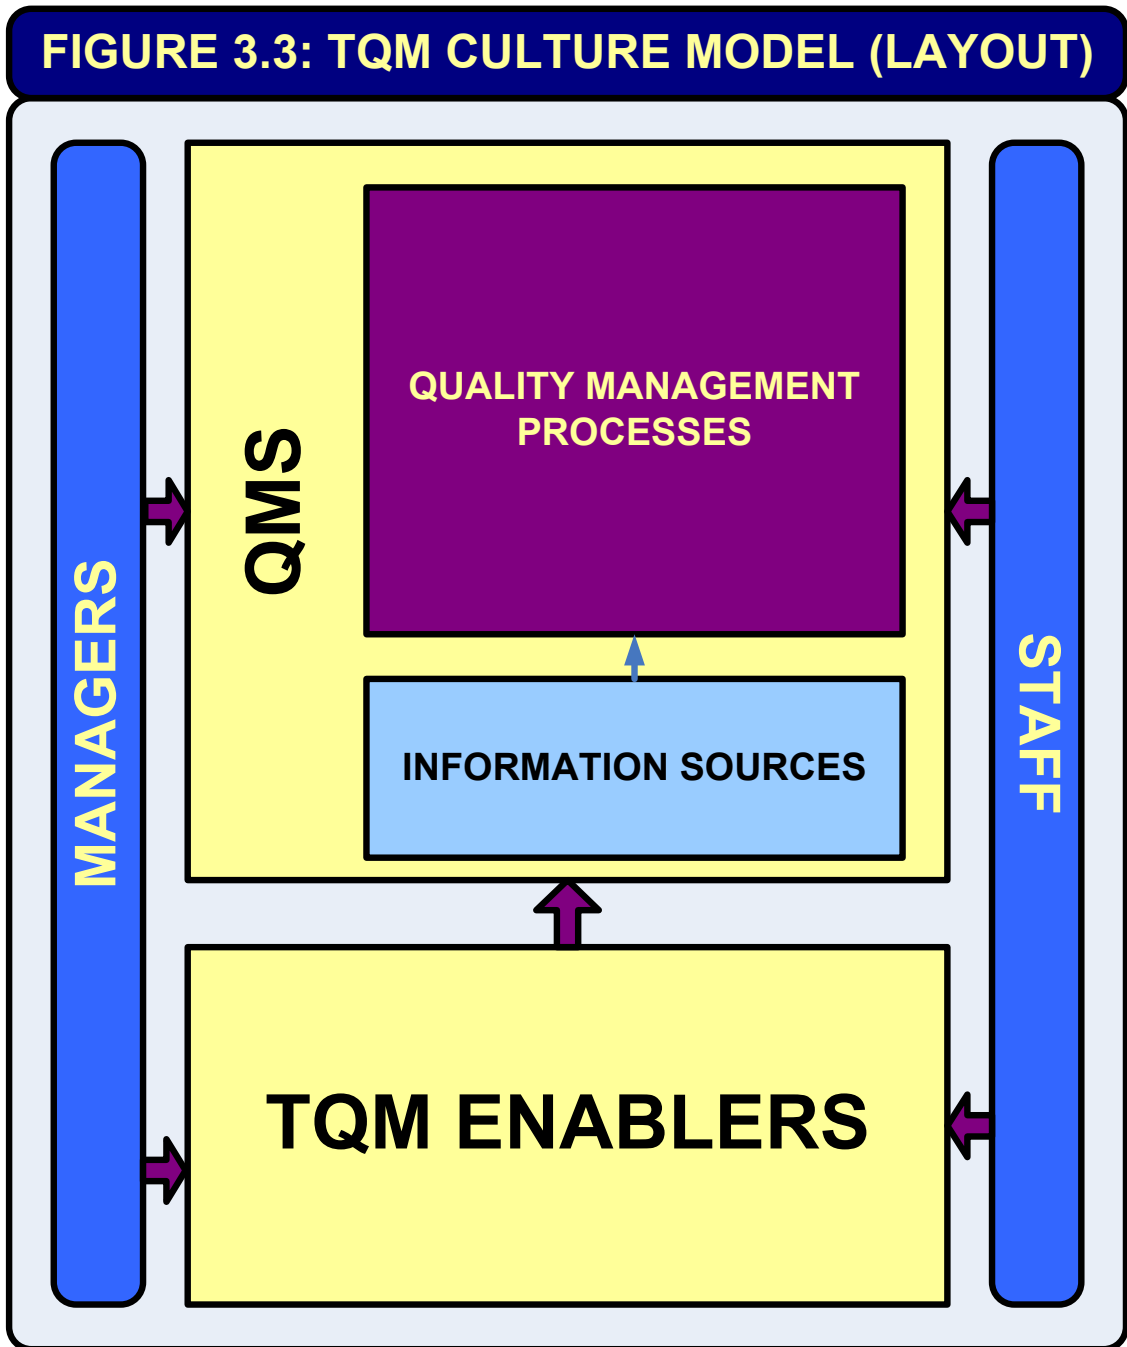 FIGURE 3.3: TQM CULTURE MODEL (LAYOUT)
MANAGERS
QMS
QUALITY MANAGEMENT
PROCESSES
INFORMATION SOURCES
STAFF
TQM ENABLERS